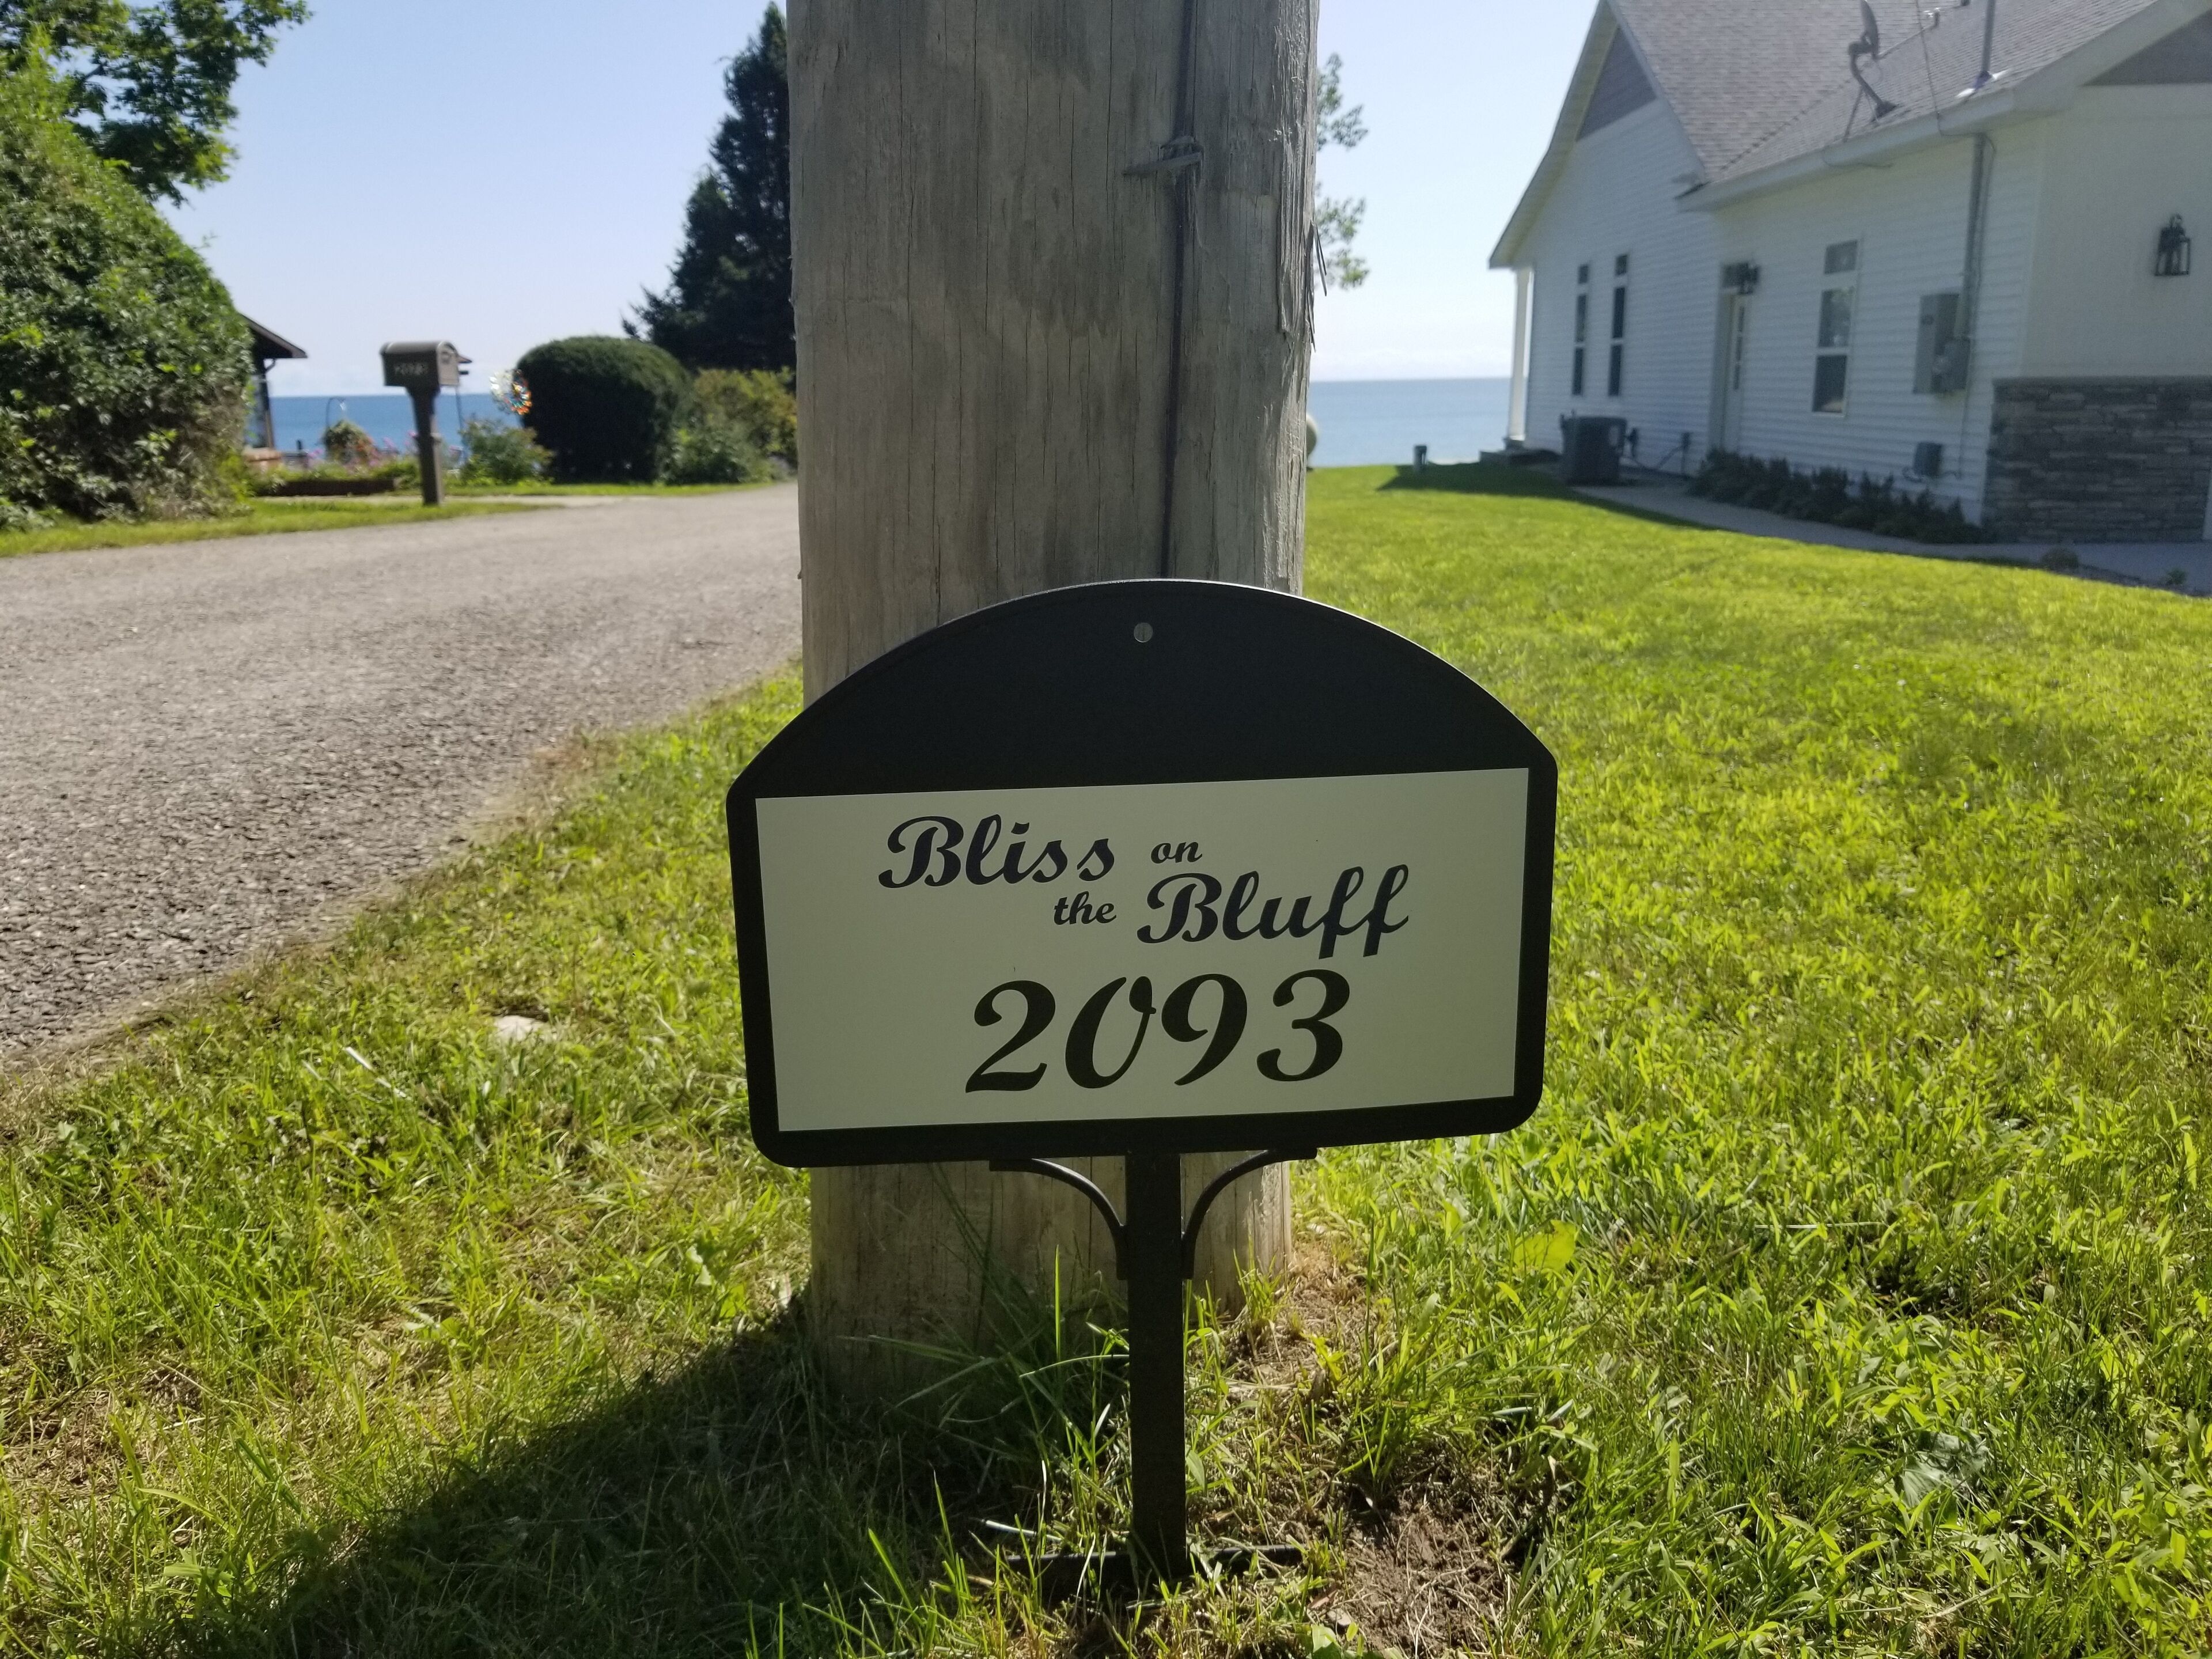 Bliss on
the Bluff
2093